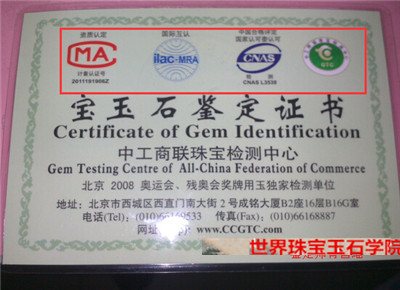 资质认定
国际互认
中国合格评定
国家认可委认可
MA
ilac-MRA
CNAS
GTC
计量认证号
2011191906Z
检测
CNAS L3538
宝玉石鉴定证书
Certificate of Gem Identification
中工商联珠宝检测中心
Gem Testing Centre of All-China Federation of Commerce
北京 2008 奥运会、残奥会奖牌用玉独家检测单位
地址：北京市西城区西直门南大街 2 号成铭大厦B2座16层B16G室
电话(Tel)： 传真(Fax)：(010)66168887
网址 www.CCGTC.com
世界珠宝玉石学院